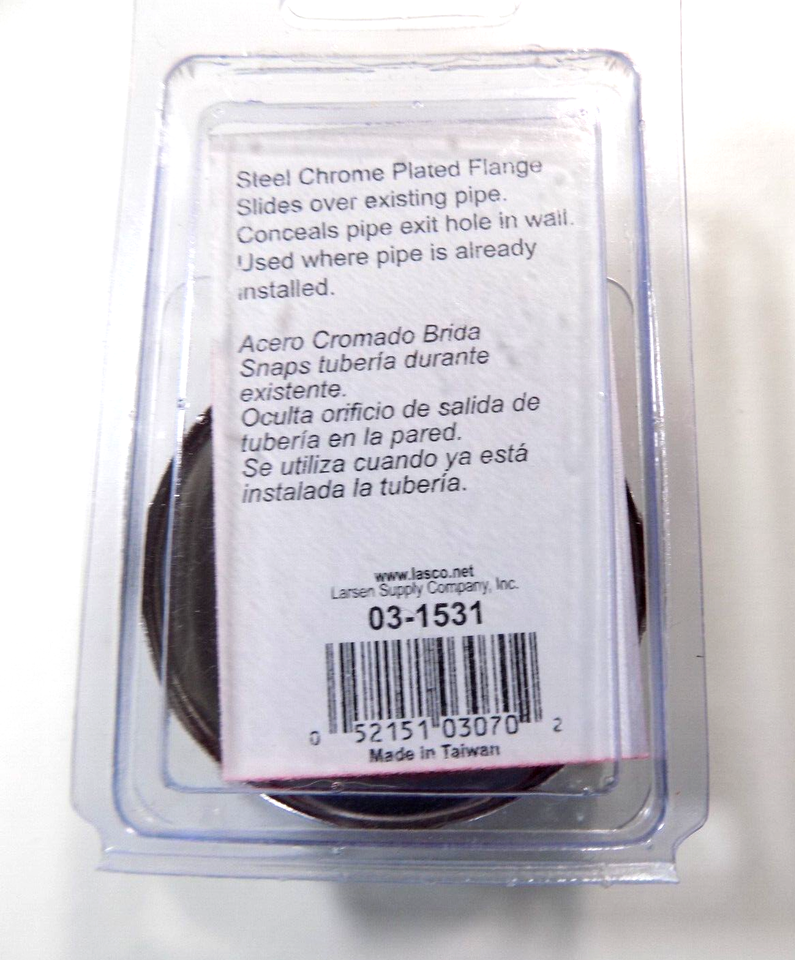 Steel Chrome Plated Flange
Slides over existing pipe.
Conceals pipe exit hole in wall.
Used where pipe is already
installed.
Acero Cromado Brida
Snaps tubería durante
existente.
Oculta orificio de salida de
tubería en la pared.
Se utiliza cuando ya está
instalada la tubería.
www.lasco.net
Larsen Supply Company, Inc.
03-1531
0 52151 03070 2
Made in Taiwan